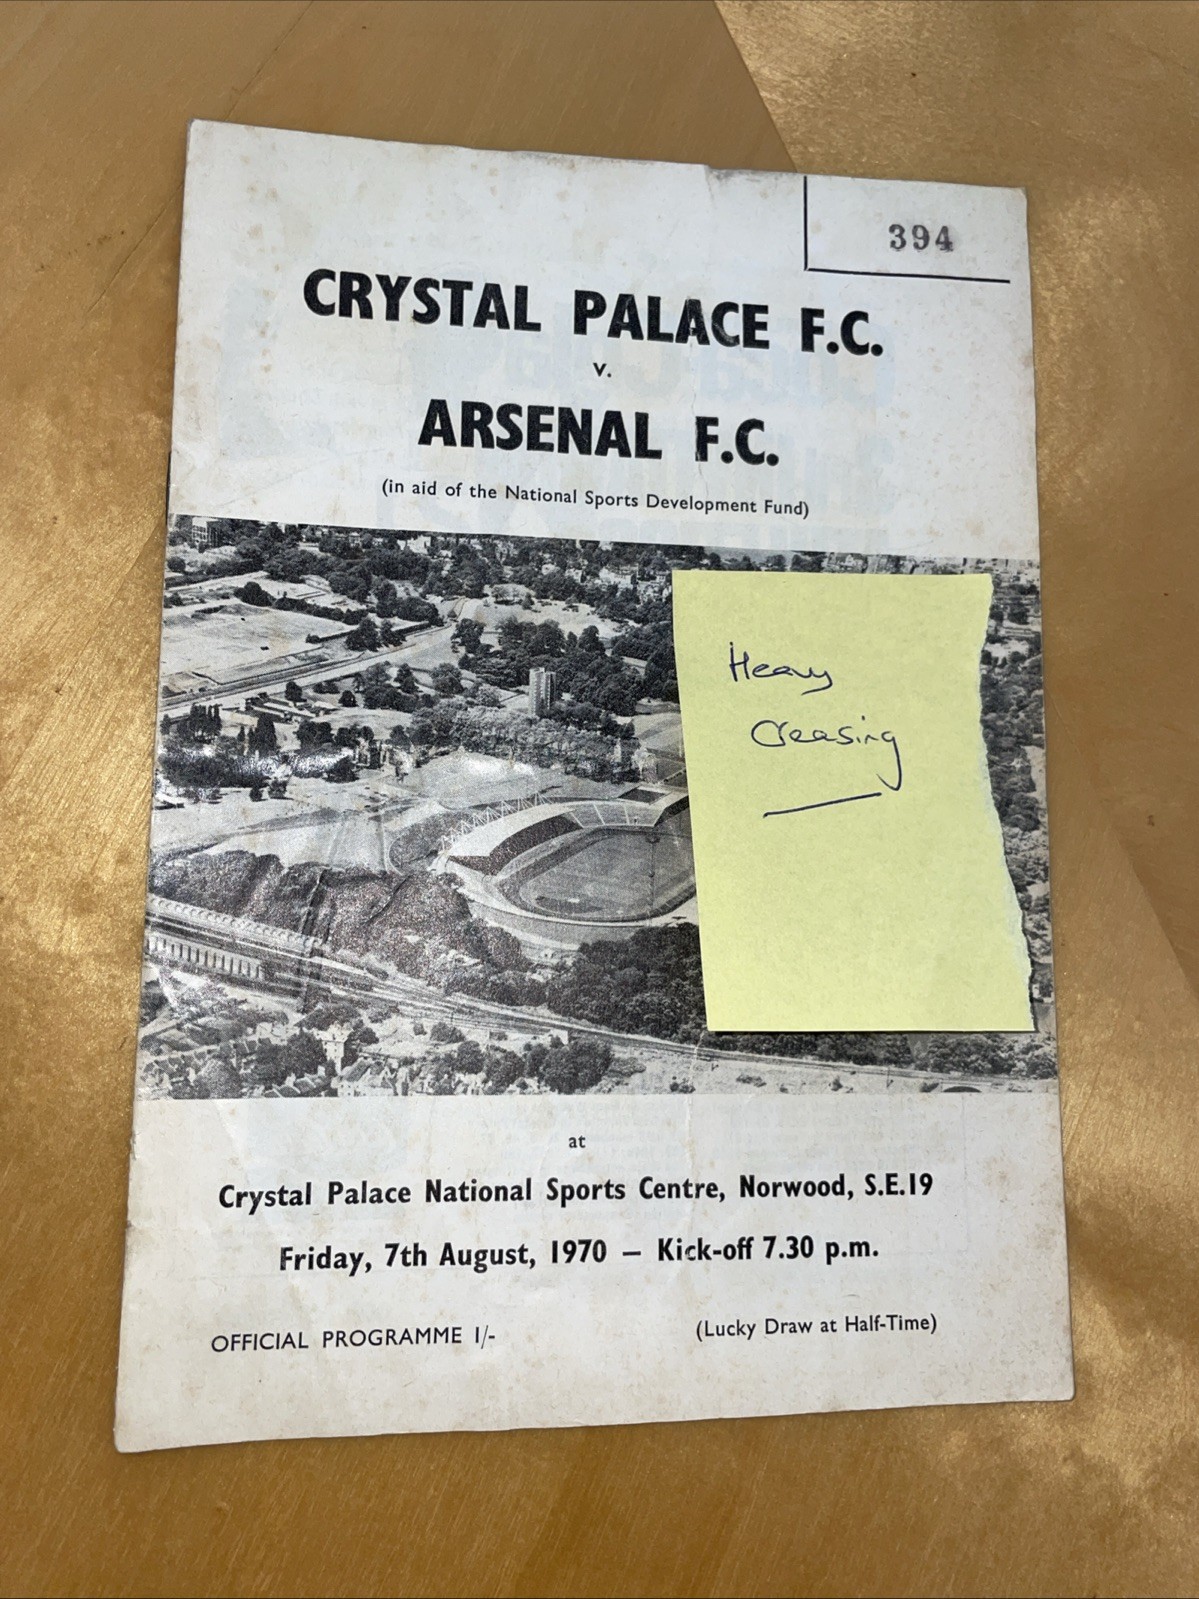 394
CRYSTAL PALACE F.C.
v.
ARSENAL F.C.
(in aid of the National Sports Development Fund)
Heavy
Creasing
at
Crystal Palace National Sports Centre, Norwood, S.E.19
Friday, 7th August, 1970 — Kick-off 7.30 p.m.
OFFICIAL PROGRAMME 1/-
(Lucky Draw at Half-Time)